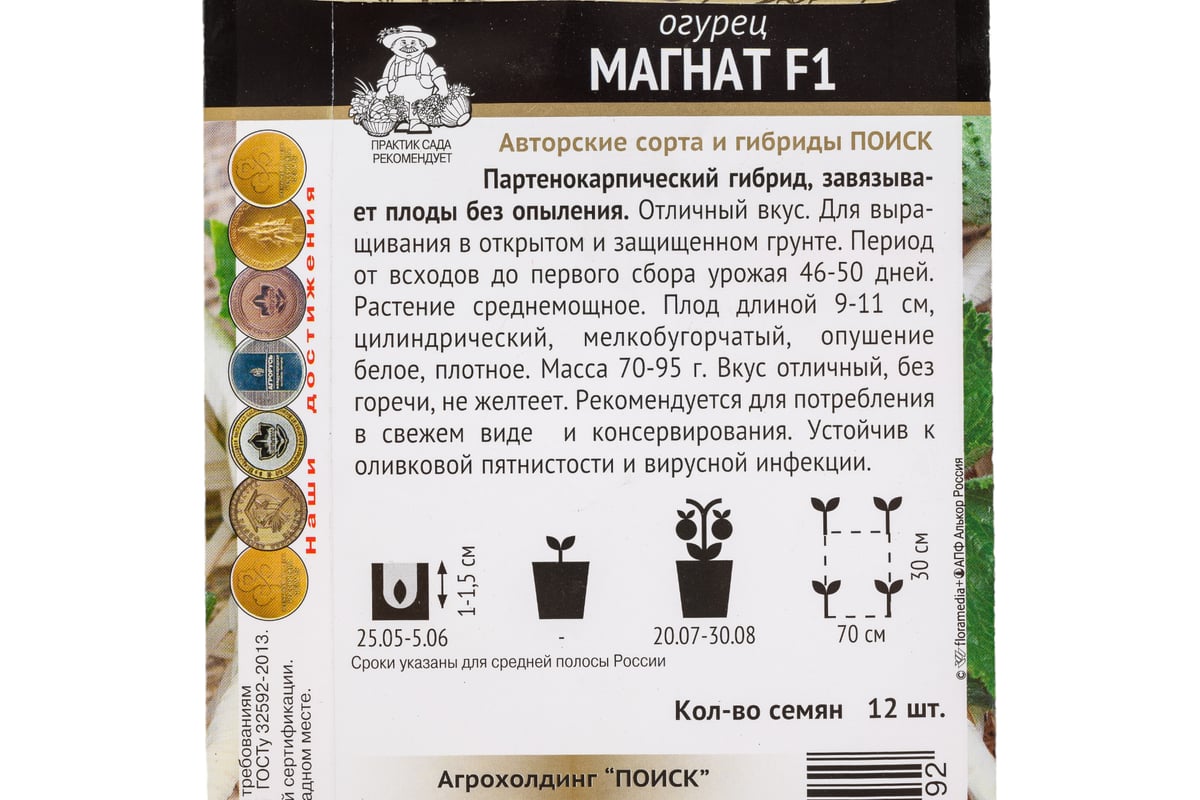 огурец
МАГНАТ F1
ПРАКТИК САДА
РЕКОМЕНДУЕТ
Авторские сорта и гибриды ПОИСК
Партенокарпический гибрид, завязыва-
ет плоды без опыления. Отличный вкус. Для выра-
щивания в открытом и защищенном грунте. Период
от всходов до первого сбора урожая 46-50 дней.
Растение среднемощное. Плод длиной 9-11 см,
цилиндрический, мелкобугорчатый, опушение
белое, плотное. Масса 70-95 г. Вкус отличный, без
горечи, не желтеет. Рекомендуется для потребления
в свежем виде и консервирования. Устойчив к
оливковой пятнистости и вирусной инфекции.
Наши достижения
АГРОРУСЬ
1-1,5 см
30 см
25.05-5.06
-
20.07-30.08
70 см
Сроки указаны для средней полосы России
Кол-во семян 12 шт.
Агрохолдинг “ПОИСК”
требованиям
ГОСТу 32592-2013.
й сертификации.
адном месте.
© floramedia+ АПФ Алькор Россия
92